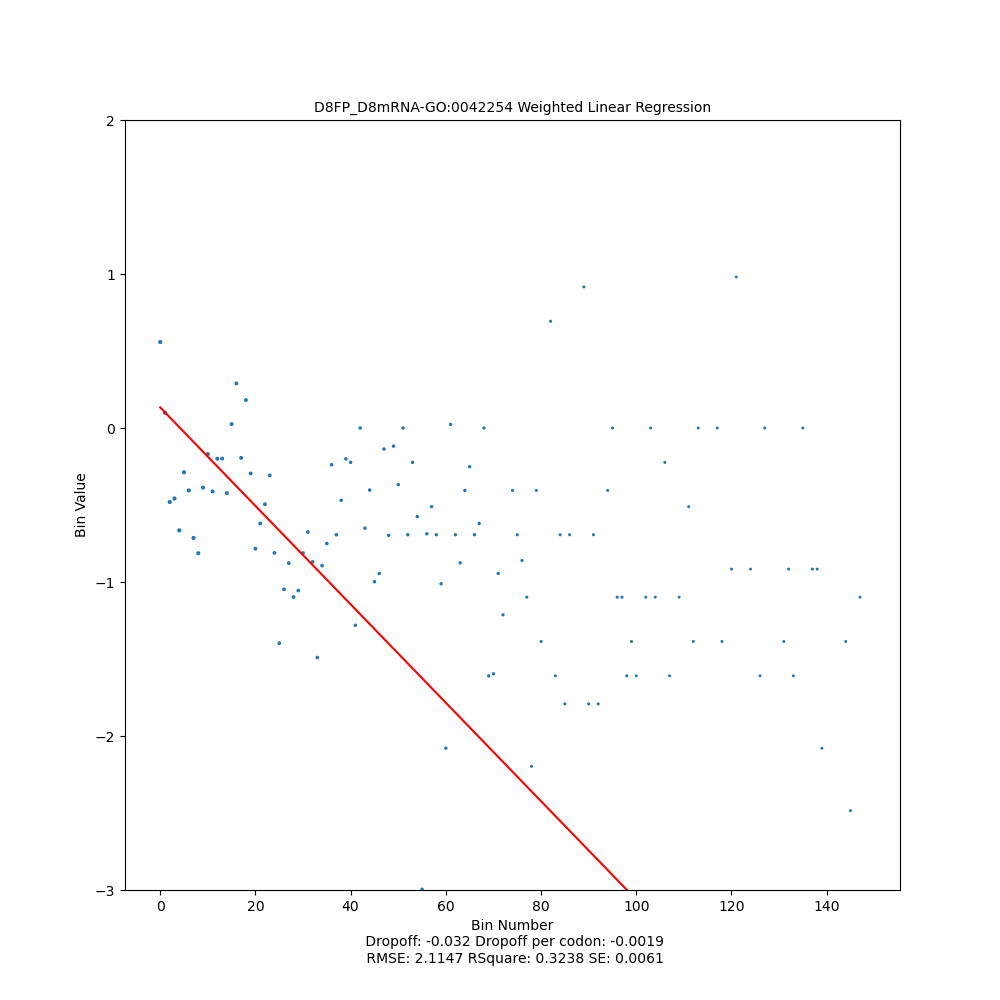 D8FP_D8mRNA-GO:0042254 Weighted Linear Regression
2
1
0
−1
−2
−3
Bin Value
0 20 40 60 80 100 120 140
Bin Number
Dropoff: -0.032 Dropoff per codon: -0.0019
RMSE: 2.1147 RSquare: 0.3238 SE: 0.0061